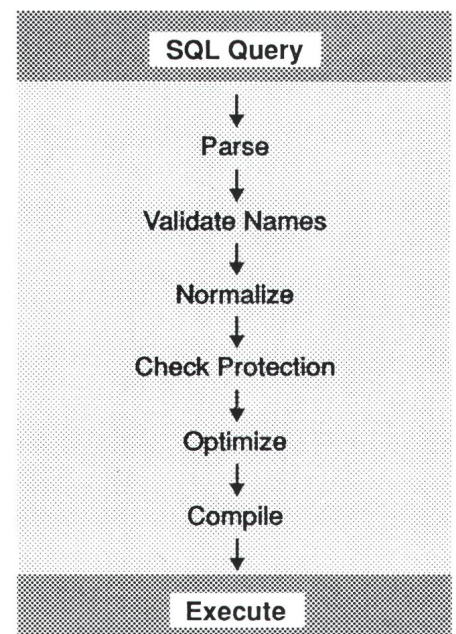 SQL Query
Parse
Validate Names
Normalize
Check Protection
Optimize
Compile
Execute